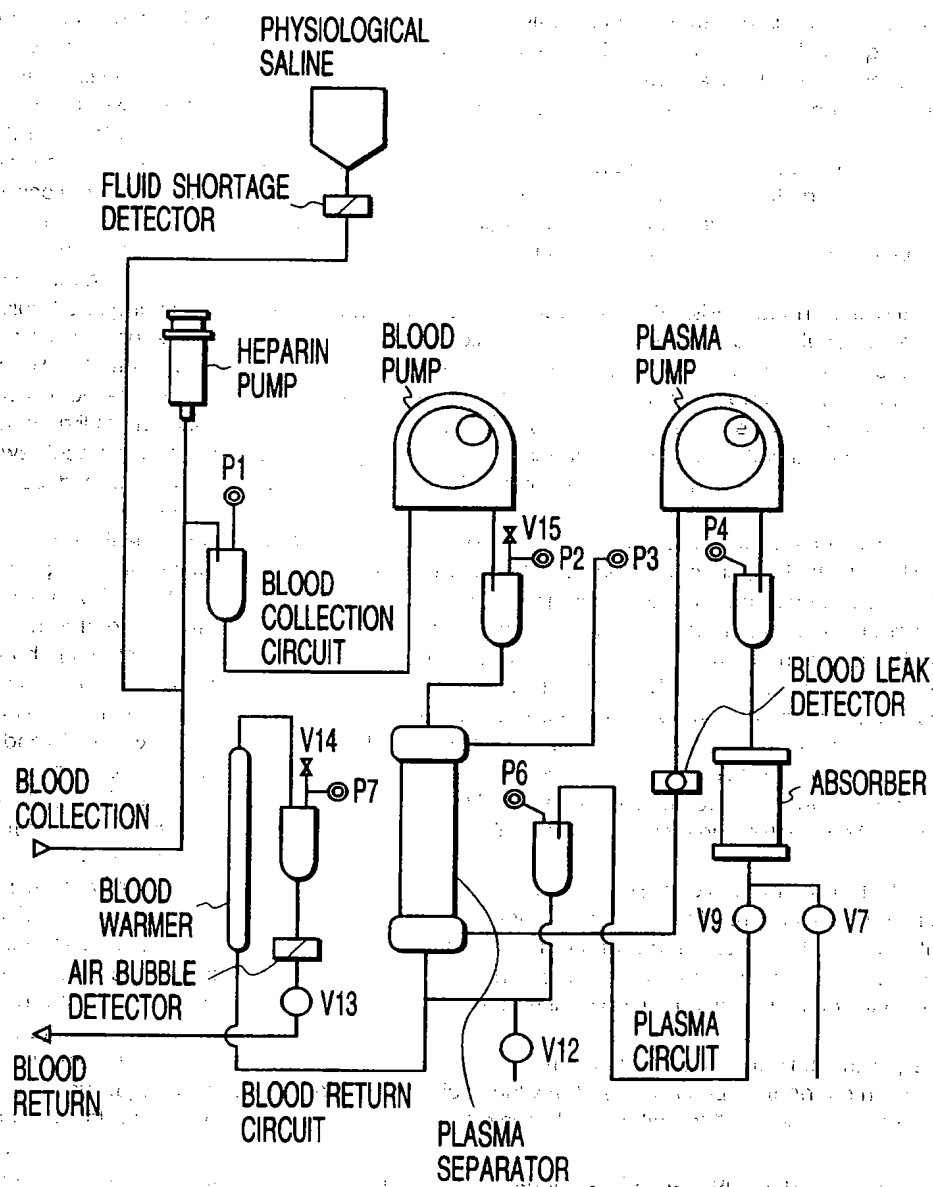 PHYSIOLOGICAL
SALINE
FLUID SHORTAGE
DETECTOR
HEPARIN
PUMP
BLOOD
PUMP
PLASMA
PUMP
P1
V15
P2
P3
P4
BLOOD
COLLECTION
CIRCUIT
BLOOD LEAK
DETECTOR
V14
P7
P6
ABSORBER
BLOOD
COLLECTION
BLOOD
WARMER
V9
V7
AIR BUBBLE
DETECTOR
V13
V12
PLASMA
CIRCUIT
BLOOD
RETURN
BLOOD RETURN
CIRCUIT
PLASMA
SEPARATOR